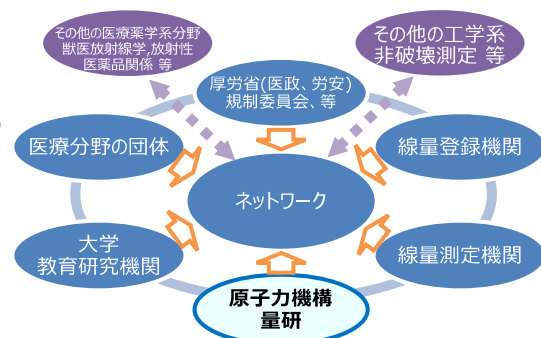 その他の医療薬学系分野
獣医放射線学,放射性
医薬品関係 等
その他の工学系
非破壊測定 等
厚労省(医政、労安)
規制委員会、等
医療分野の団体
線量登録機関
ネットワーク
大学
教育研究機関
線量測定機関
原子力機構
量研